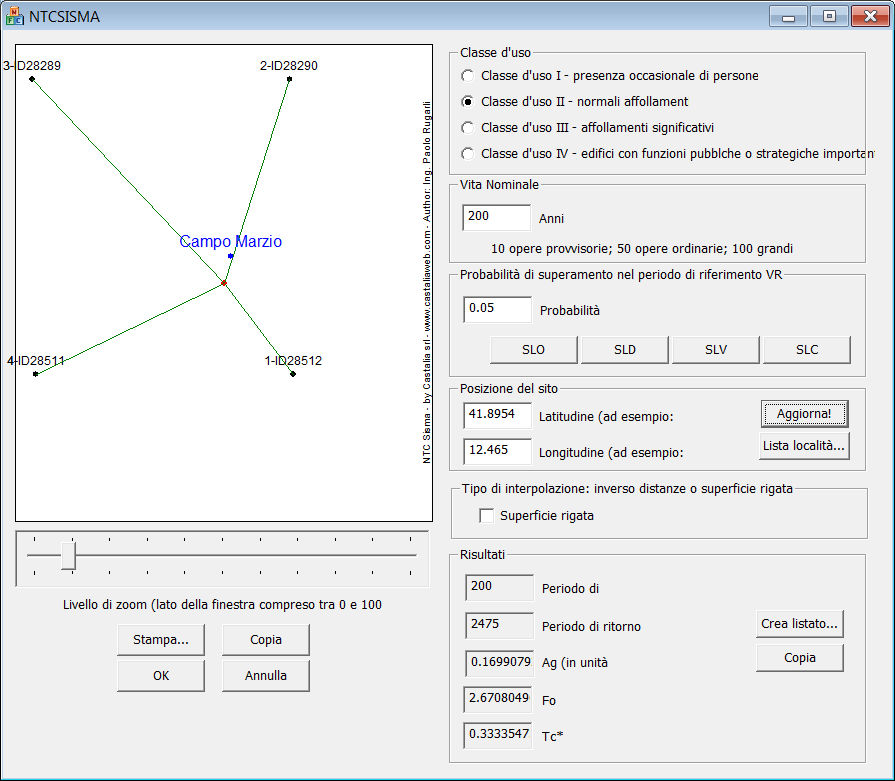 NTCSISMA
3-ID28289
2-ID28290
Campo Marzio
4-ID28511
1-ID28512
NTC Sisma - by Castalia srl - www.castaliaweb.com - Author: Ing. Paolo Rugarli
Livello di zoom (lato della finestra compreso tra 0 e 100
Stampa...
Copia
OK
Annulla
Classe d'uso
Classe d'uso I - presenza occasionale di persone
Classe d'uso II - normali affollament
Classe d'uso III - affollamenti significativi
Classe d'uso IV - edifici con funzioni pubblche o strategiche importan
Vita Nominale
200 Anni
10 opere provvisorie; 50 opere ordinarie; 100 grandi
Probabilità di superamento nel periodo di riferimento VR
0.05 Probabilità
SLO SLD SLV SLC
Posizione del sito
41.8954 Latitudine (ad esempio: Aggiorna!
12.465 Longitudine (ad esempio: Lista località...
Tipo di interpolazione: inverso distanze o superficie rigata
Superficie rigata
Risultati
200 Periodo di
2475 Periodo di ritorno Crea listato...
0.1699079 Ag (in unità Copia
2.6708049 Fo
0.3333547 Tc*